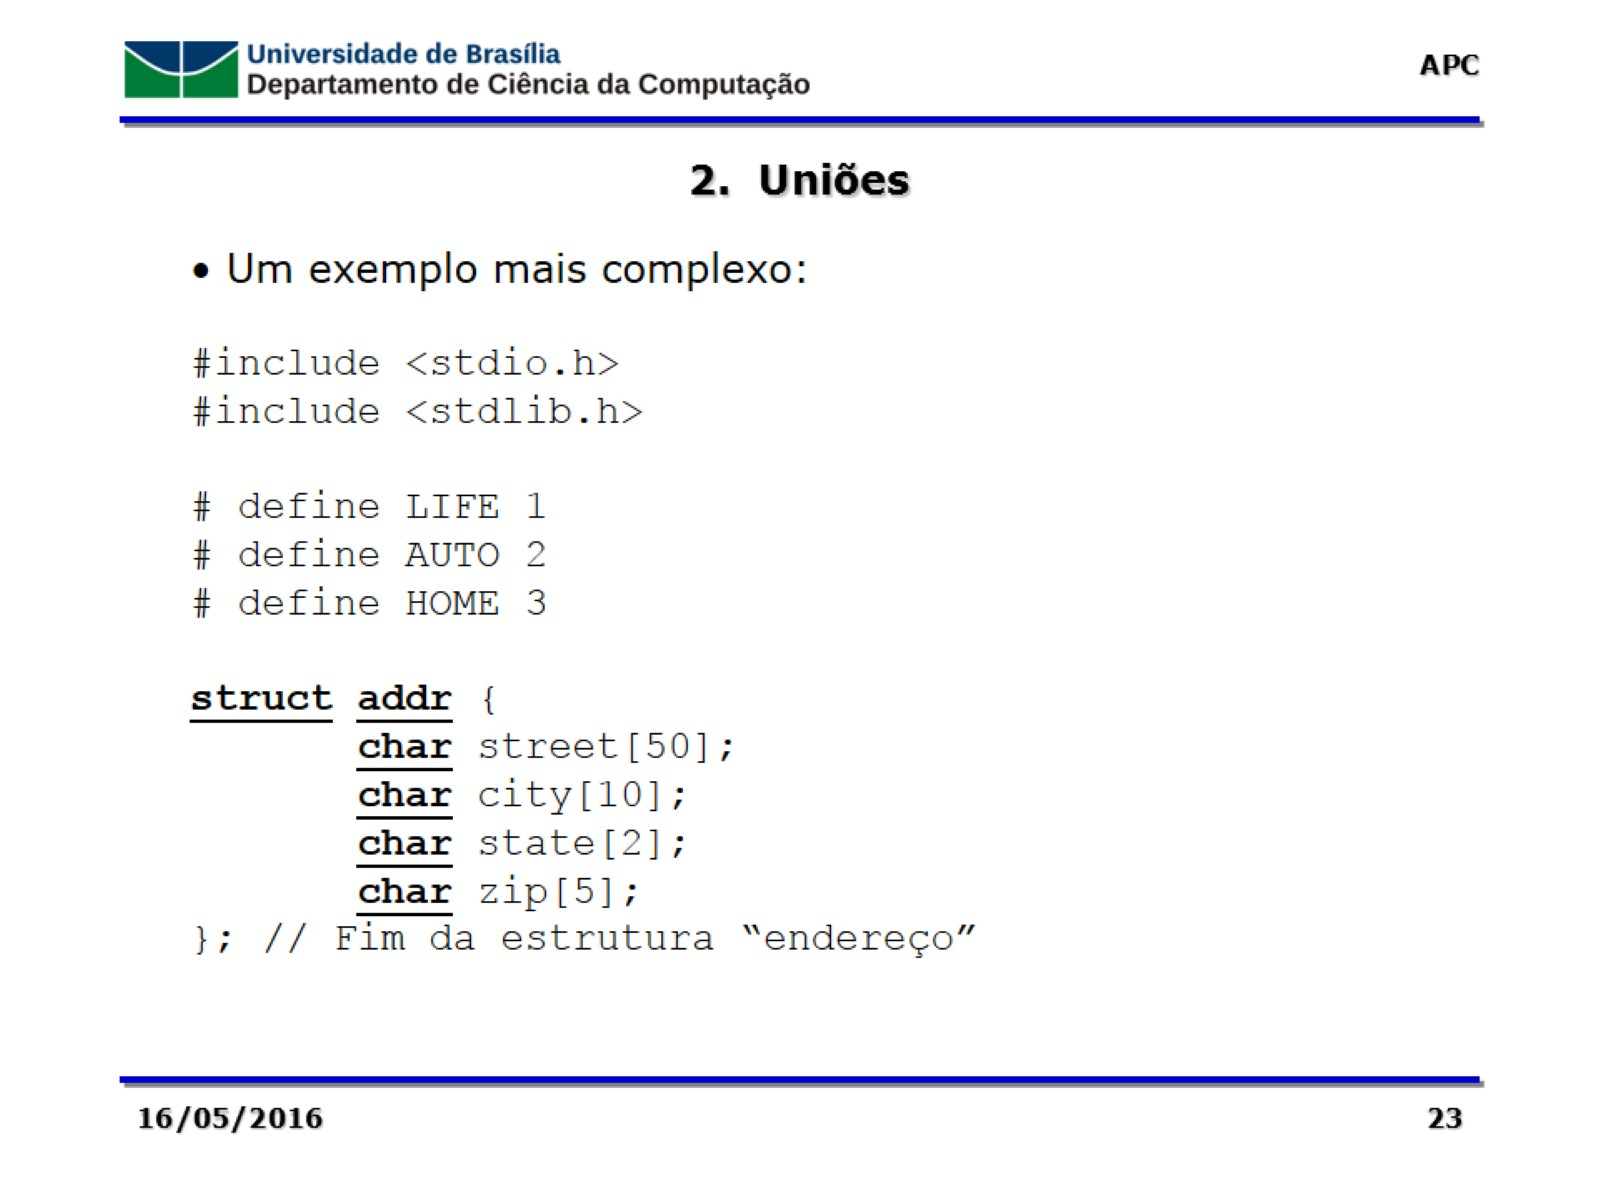 Universidade de Brasília
Departamento de Ciência da Computação
APC
2. Uniões
• Um exemplo mais complexo:
#include <stdio.h>
#include <stdlib.h>
# define LIFE 1
# define AUTO 2
# define HOME 3
struct addr {
char street[50];
char city[10];
char state[2];
char zip[5];
}; // Fim da estrutura “endereço”
16/05/2016
23